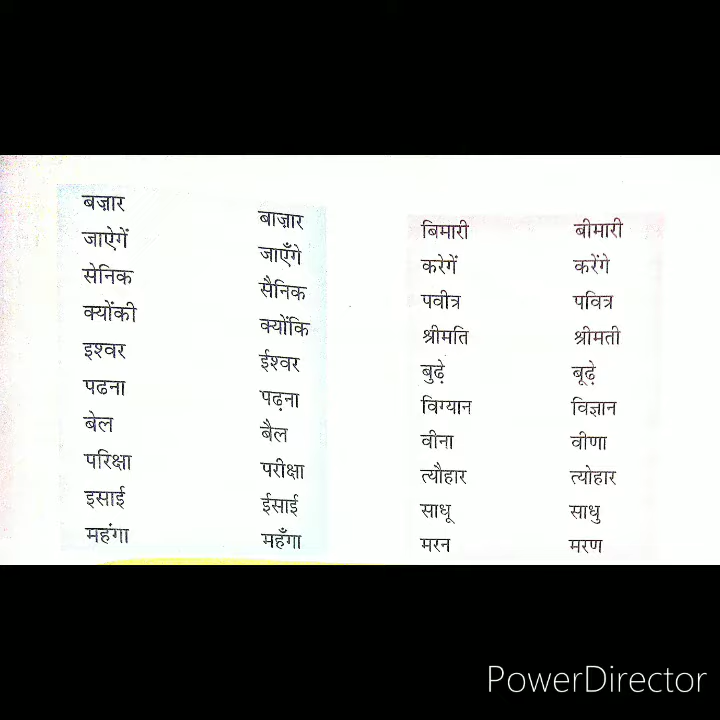 बज़ार बाज़ार
जाऐगें जाएँगे
सेनिक सैनिक
क्योंकी क्योंकि
इश्वर ईश्वर
पढना पढ़ना
बेल बैल
परिक्षा परीक्षा
इसाई ईसाई
महंगा महँगा
बिमारी बीमारी
करेगें करेंगे
पवीत्र पवित्र
श्रीमति श्रीमती
बुढ़े बूढ़े
विग्यान विज्ञान
वीना वीणा
त्यौहार त्योहार
साधू साधु
मरन मरण
PowerDirector